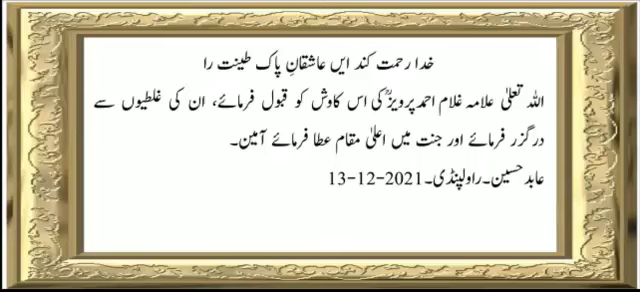 خدا رحمت کند ایں عاشقانِ پاک طینت را
اللہ تعلیٰ علامہ غلام احمد پرویزؒ کی اس کاوش کو قبول فرمائے، ان کی غلطیوں سے
درگزر فرمائے اور جنت میں اعلیٰ مقام عطا فرمائے آمین۔
عابد حسین۔ راولپنڈی۔ 2021-12-13